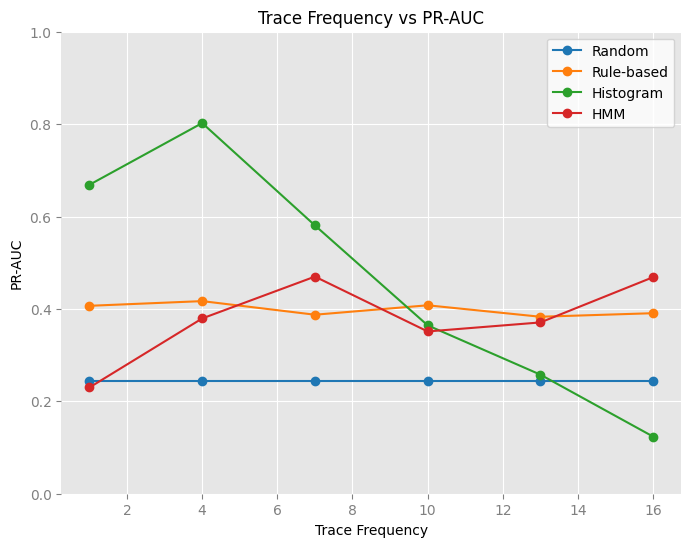 Trace Frequency vs PR-AUC
1.0
0.8
0.6
0.4
0.2
0.0
PR-AUC
Random
Rule-based
Histogram
HMM
2 4 6 8 10 12 14 16
Trace Frequency